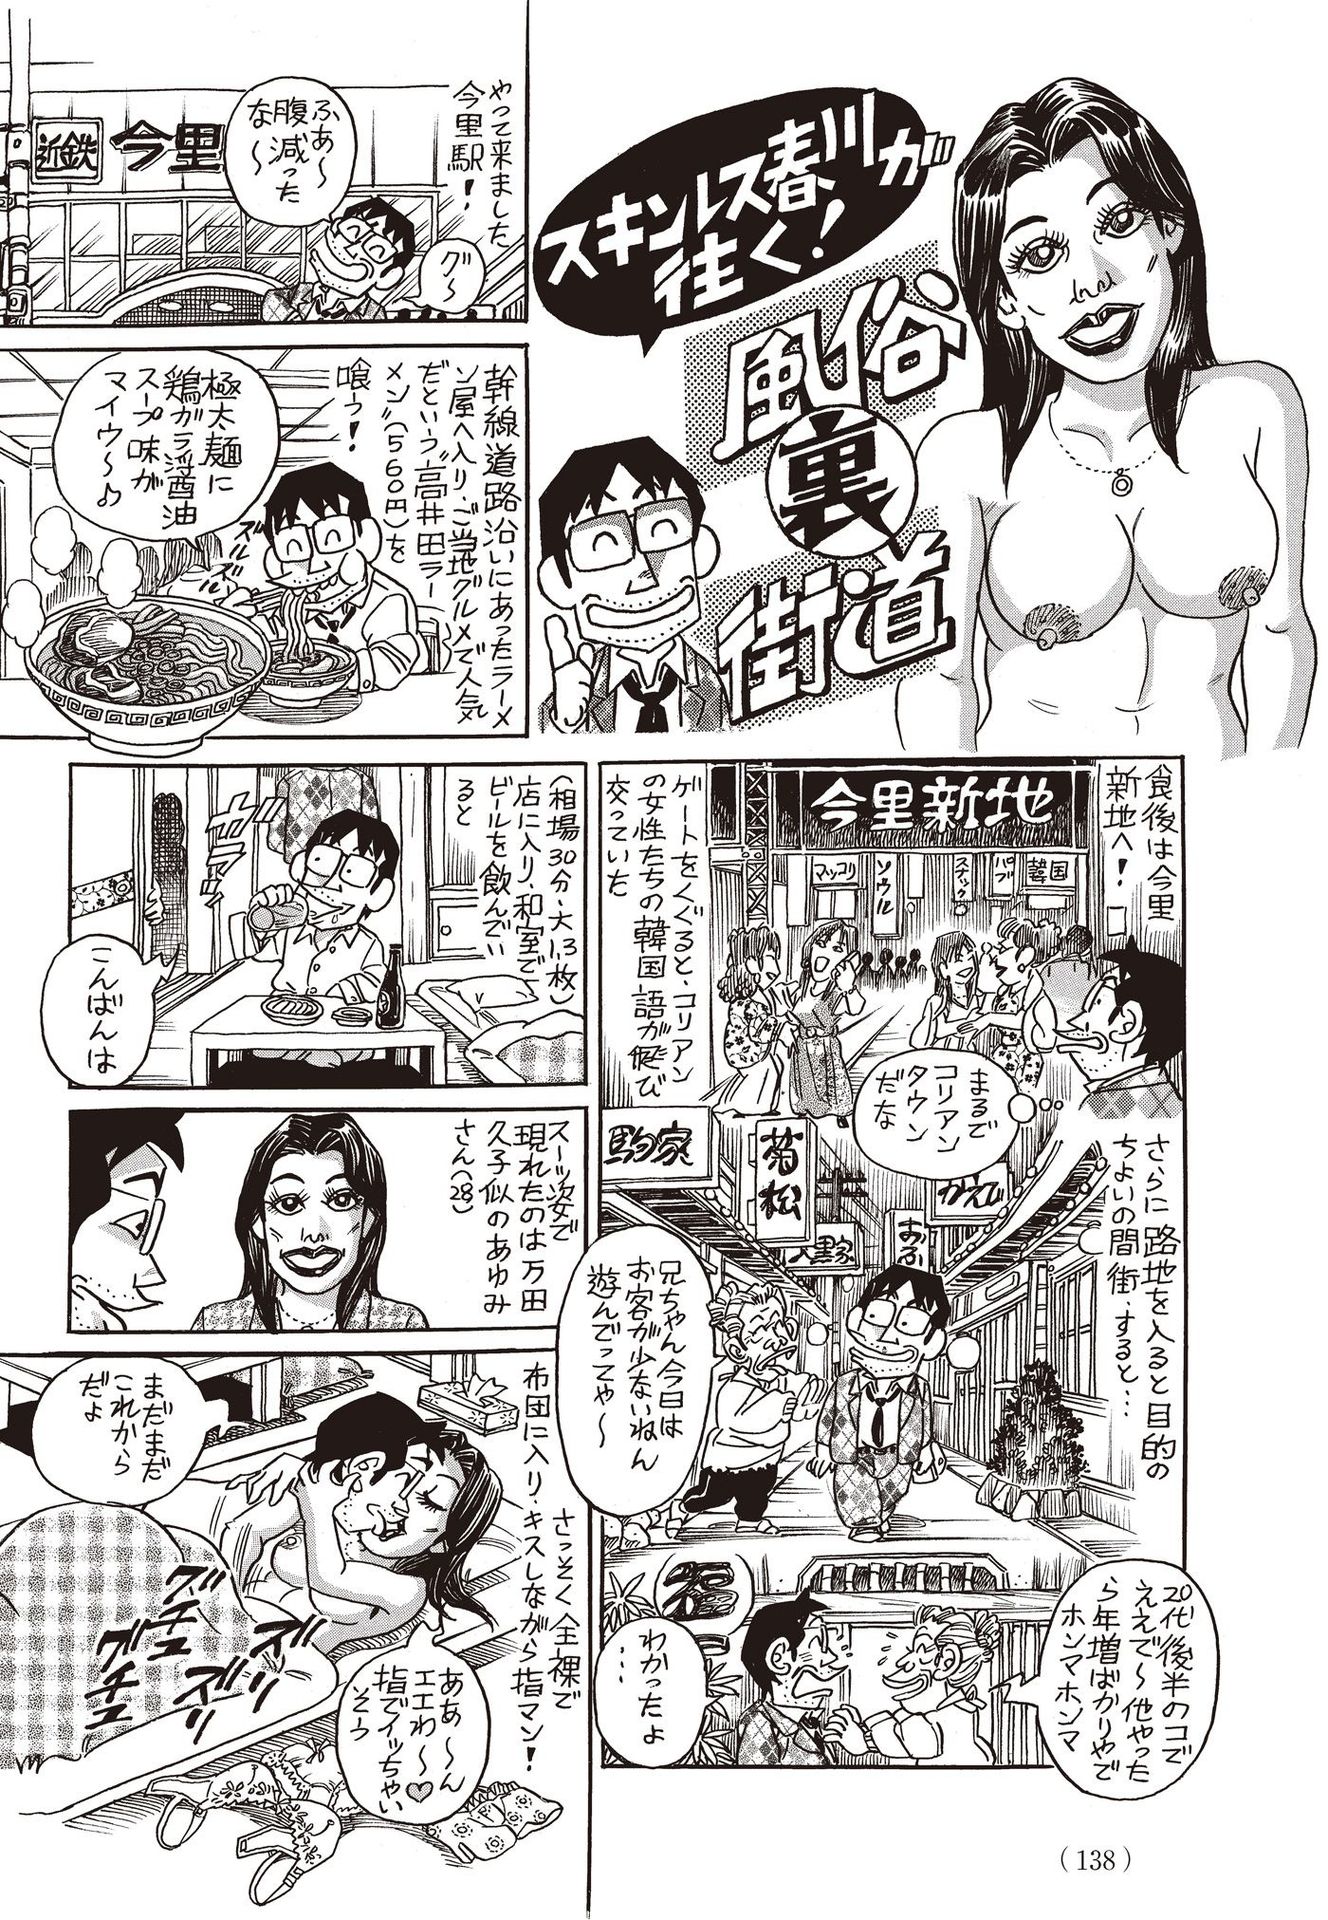 スキンレス春川が
往く!
風俗
裏
街道
やって来ました
今里駅!
近鉄
今里
ふあ〜
腹減った
な〜
グ〜
幹線道路沿いにあったラーメ
ン屋へ入り、ご当地グルメで人気
だという“高井田ラー
メン”(560円)を
喰う!
極太麺に
鶏ガラ醤油
スープ味が
マイウ〜♪
ズルズル
ズルズル
食後は今里
新地へ!
今里新地
マッコリ
ソウル
スナック
パブ
韓国
ゲートをくぐると、コリアン
の女性たちの韓国語が飛び
交っていた
まるで
コリアン
タウン
だな
さらに路地を入ると目的の
ちょいの間街、すると…
駒家
菊松
かえで
大黒家
おふ
兄ちゃん今日は
お客が少ないねん
遊んでってや〜
20代後半のコで
ええで〜他やった
ら年増ばかりやで
ホンマホンマ
わかったよ
…
(相場30分・大1,3枚)
店に入り、和室で
ビールを飲んでい
ると
ガラ
こんばんは
スーツ姿で
現れたのは万田
久子似のあゆみ
さん(28)
さっそく全裸で
布団に入り、キスしながら指マン!
まだまだ
これから
だよ
グチュ
グチュ
ズリ
ズリ
ああ〜ん
エエわ〜♥
指でイッちゃい
そう
(138)